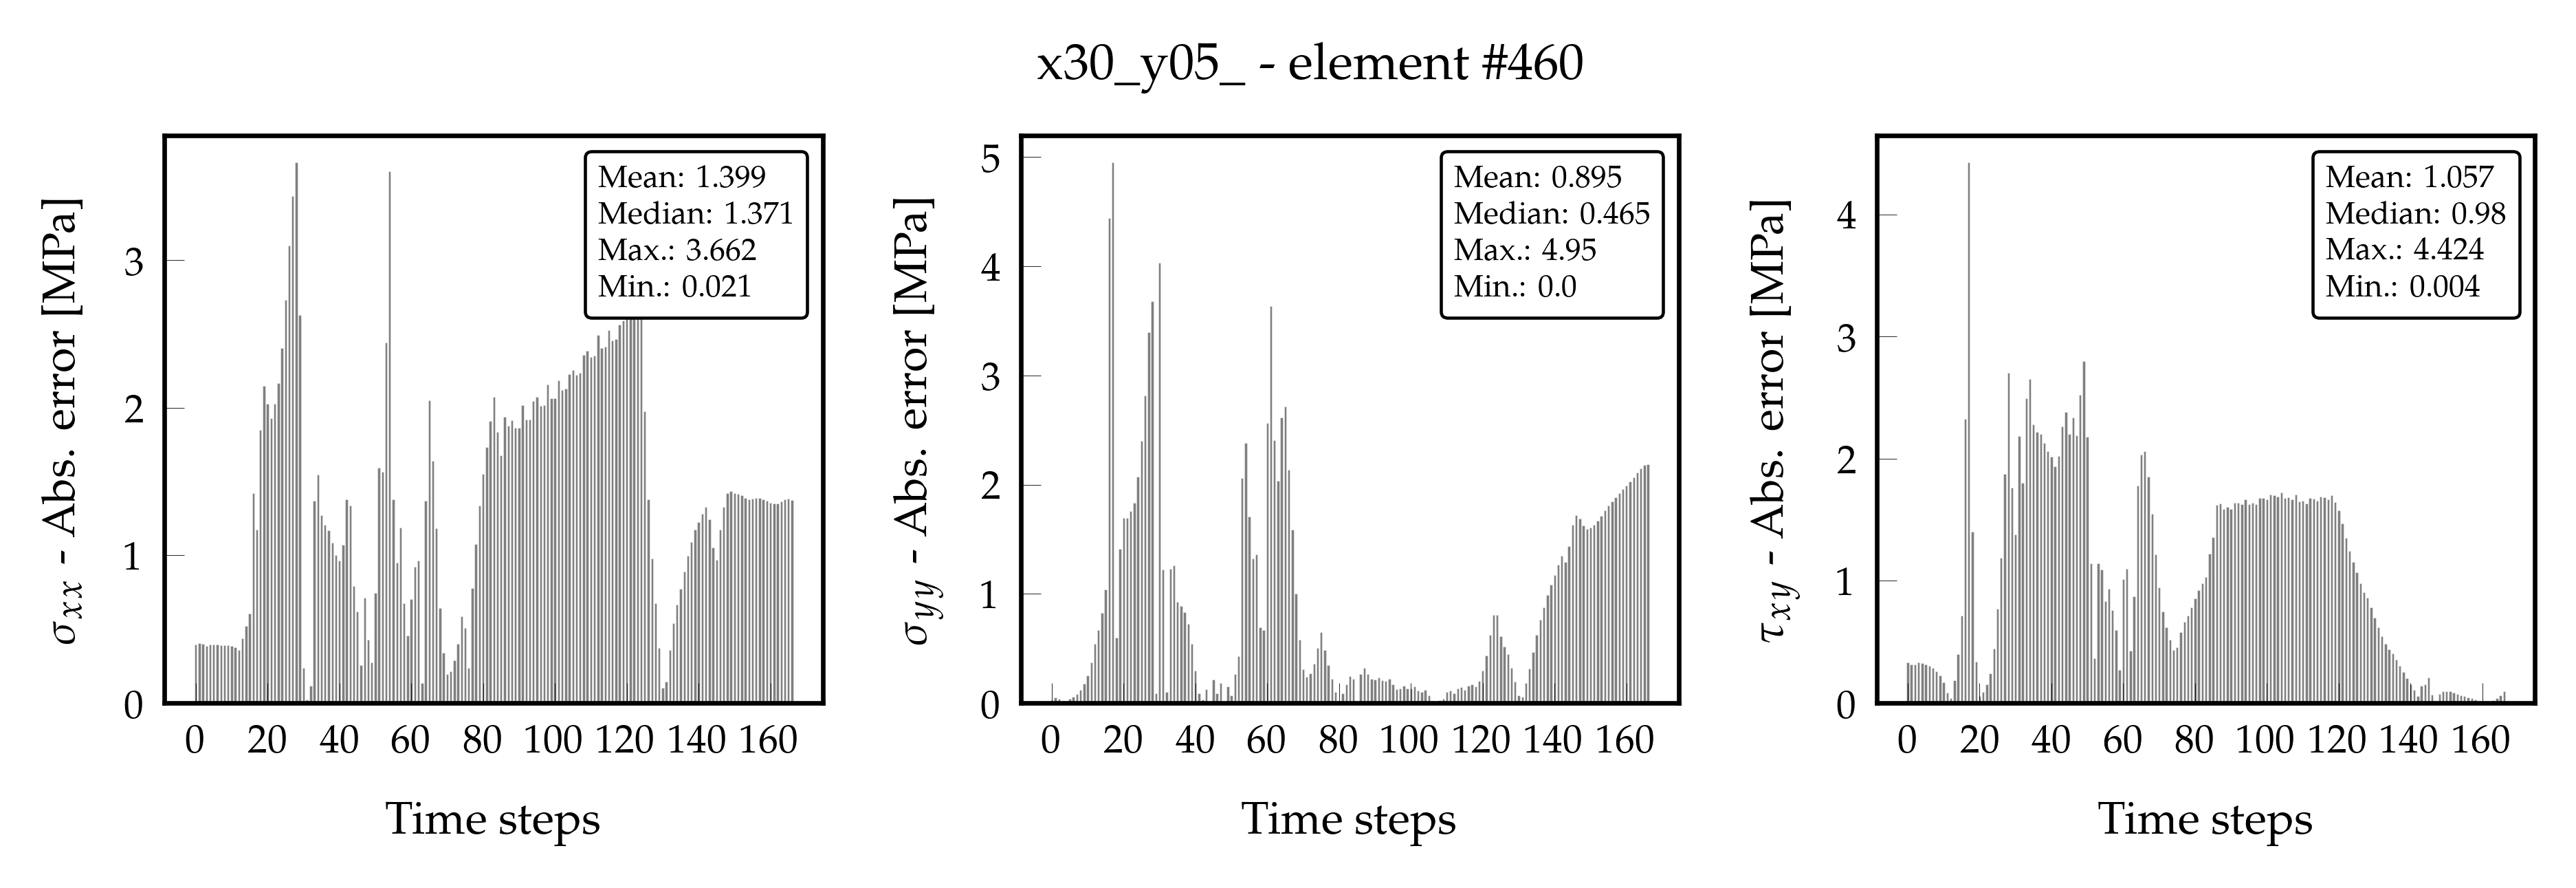 x30_y05_ - element #460
σxx - Abs. error [MPa]
3
2
1
0
Mean: 1.399
Median: 1.371
Max.: 3.662
Min.: 0.021
0 20 40 60 80 100 120 140 160
Time steps
σyy - Abs. error [MPa]
5
4
3
2
1
0
Mean: 0.895
Median: 0.465
Max.: 4.95
Min.: 0.0
0 20 40 60 80 100 120 140 160
Time steps
τxy - Abs. error [MPa]
4
3
2
1
0
Mean: 1.057
Median: 0.98
Max.: 4.424
Min.: 0.004
0 20 40 60 80 100 120 140 160
Time steps